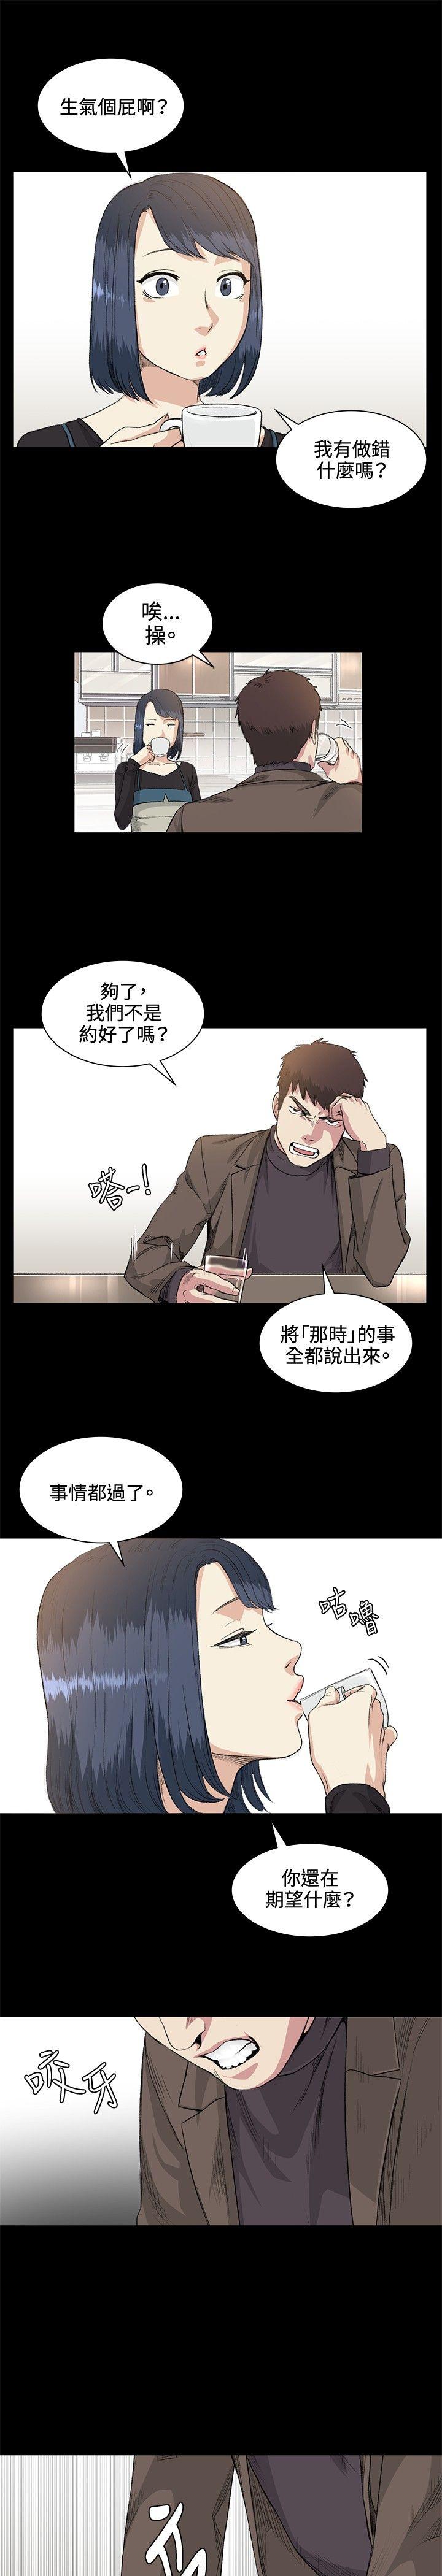 生氣個屁啊?
我有做錯
什麼嗎?
唉...
操。
夠了,
我們不是
約好了嗎?
嗒-!
將「那時」的事
全都說出來。
事情都過了。
咕嚕
你還在
期望什麼?
咬牙